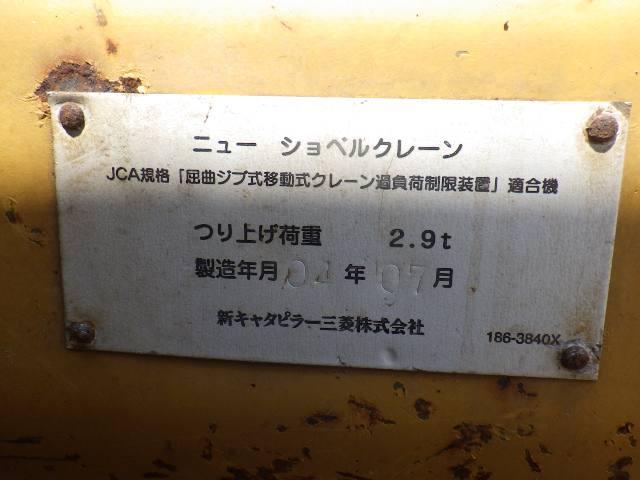 ニュー ショベルクレーン
JCA規格「屈曲ジブ式移動式クレーン過負荷制限装置」適合機
つり上げ荷重 2.9t
製造年月 04 年 07 月
新キャタピラー三菱株式会社
186-3840X